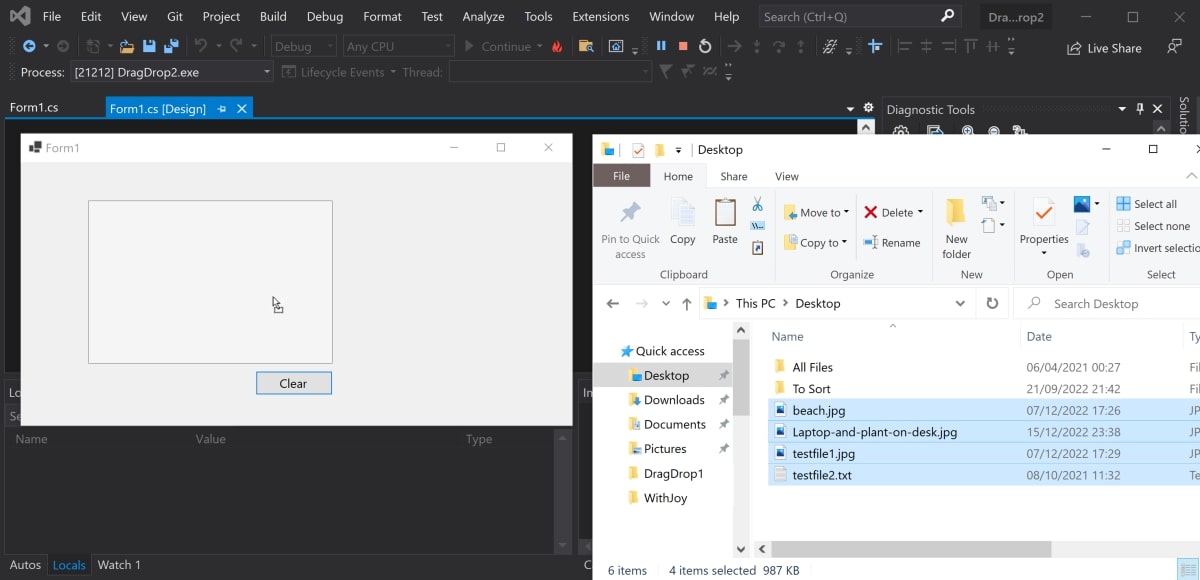 File Edit View Git Project Build Debug Format Test Analyze Tools Extensions Window Help Search (Ctrl+Q) Dra...rop2
Debug Any CPU Continue Live Share
Process: [21212] DragDrop2.exe Lifecycle Events Thread:
Form1.cs Form1.cs [Design] Diagnostic Tools
Solutio
Form1
Clear
Lo
Se
In
Name Value Type
Autos Locals Watch 1
C
Desktop
File Home Share View
Pin to Quick access
Copy
Paste
Clipboard
Move to
Copy to
Delete
Rename
Organize
New folder
New
Properties
Open
Select all
Select none
Invert selectio
Select
This PC Desktop Search Desktop
Quick access
Desktop
Downloads
Documents
Pictures
DragDrop1
WithJoy
Name Date Ty
All Files 06/04/2021 00:27 Fil
To Sort 21/09/2022 21:42 Fil
beach.jpg 07/12/2022 17:26 JP
Laptop-and-plant-on-desk.jpg 15/12/2022 23:38 JP
testfile1.jpg 07/12/2022 17:29 JP
testfile2.txt 08/10/2021 11:32 Te
6 items 4 items selected 987 KB